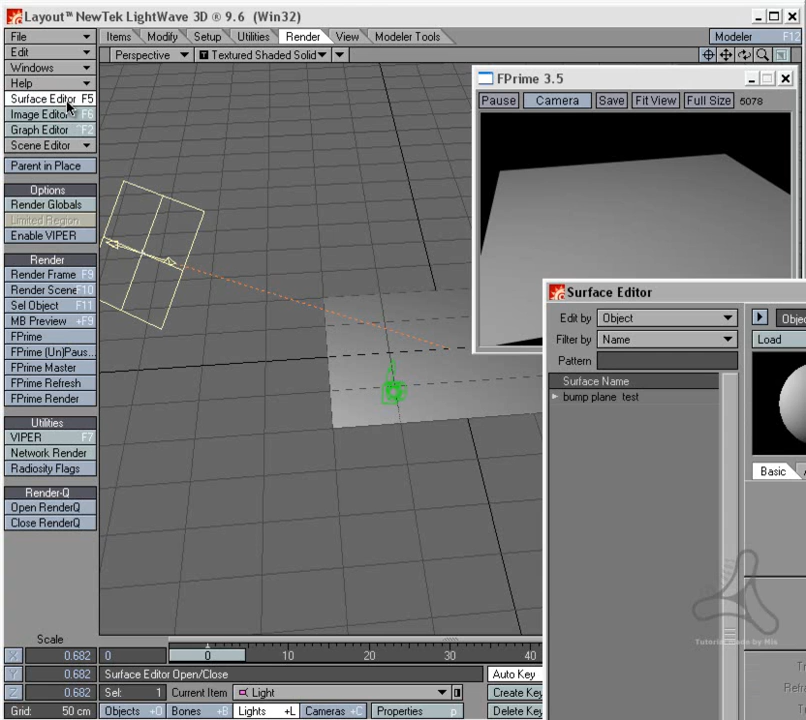 Layout™ NewTek LightWave 3D ® 9.6 (Win32)
File
Items Modify Setup Utilities Render View Modeler Tools Modeler F12
Edit
Perspective Textured Shaded Solid
Windows
Help
Surface Editor F5
Image Editor F6
Graph Editor F2
Scene Editor
Parent in Place
Options
Render Globals
Limited Region
Enable VIPER
Render
Render Frame F9
Render Scene F10
Sel Object F11
MB Preview +F9
FPrime
FPrime (Un)Paus...
FPrime Master
FPrime Refresh
FPrime Render
Utilities
VIPER F7
Network Render
Radiosity Flags
Render-Q
Open RenderQ
Close RenderQ
FPrime 3.5
Pause Camera Save Fit View Full Size 5078
Surface Editor
Edit by Object
Filter by Name
Pattern
Surface Name
bump plane test
Load
Basic
Scale
X 0.682 0 0 10 20 30 40
Y 0.682 Surface Editor Open/Close Auto Key
Z 0.682 Sel: 1 Current Item Light Create Key
Grid: 50 cm Objects +O Bones +B Lights +L Cameras +C Properties p Delete Key